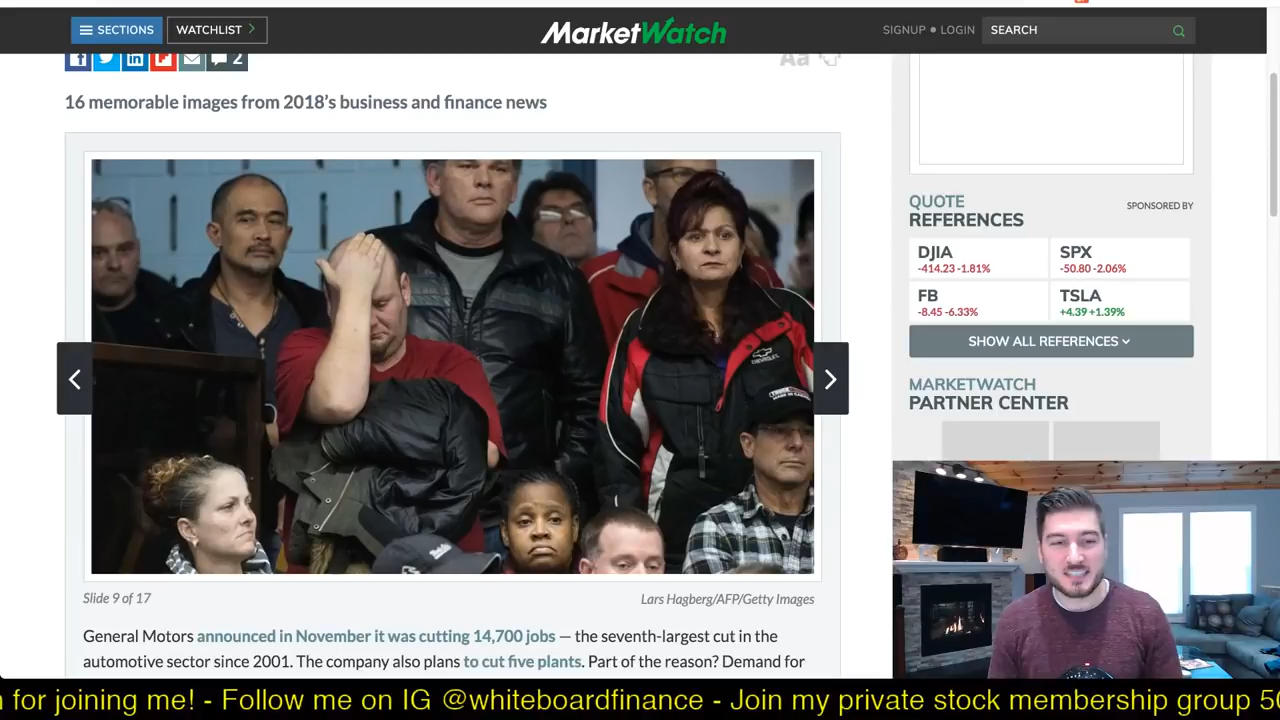 SECTIONS
WATCHLIST
MarketWatch
SIGNUP • LOGIN
SEARCH
2
Aa
16 memorable images from 2018's business and finance news
CHEVROLET
Slide 9 of 17
Lars Hagberg/AFP/Getty Images
General Motors announced in November it was cutting 14,700 jobs — the seventh-largest cut in the
automotive sector since 2001. The company also plans to cut five plants. Part of the reason? Demand for
QUOTE
REFERENCES
SPONSORED BY
DJIA
-414.23 -1.81%
SPX
-50.80 -2.06%
FB
-8.45 -6.33%
TSLA
+4.39 +1.39%
SHOW ALL REFERENCES
MARKETWATCH
PARTNER CENTER
for joining me! - Follow me on IG @whiteboardfinance - Join my private stock membership group